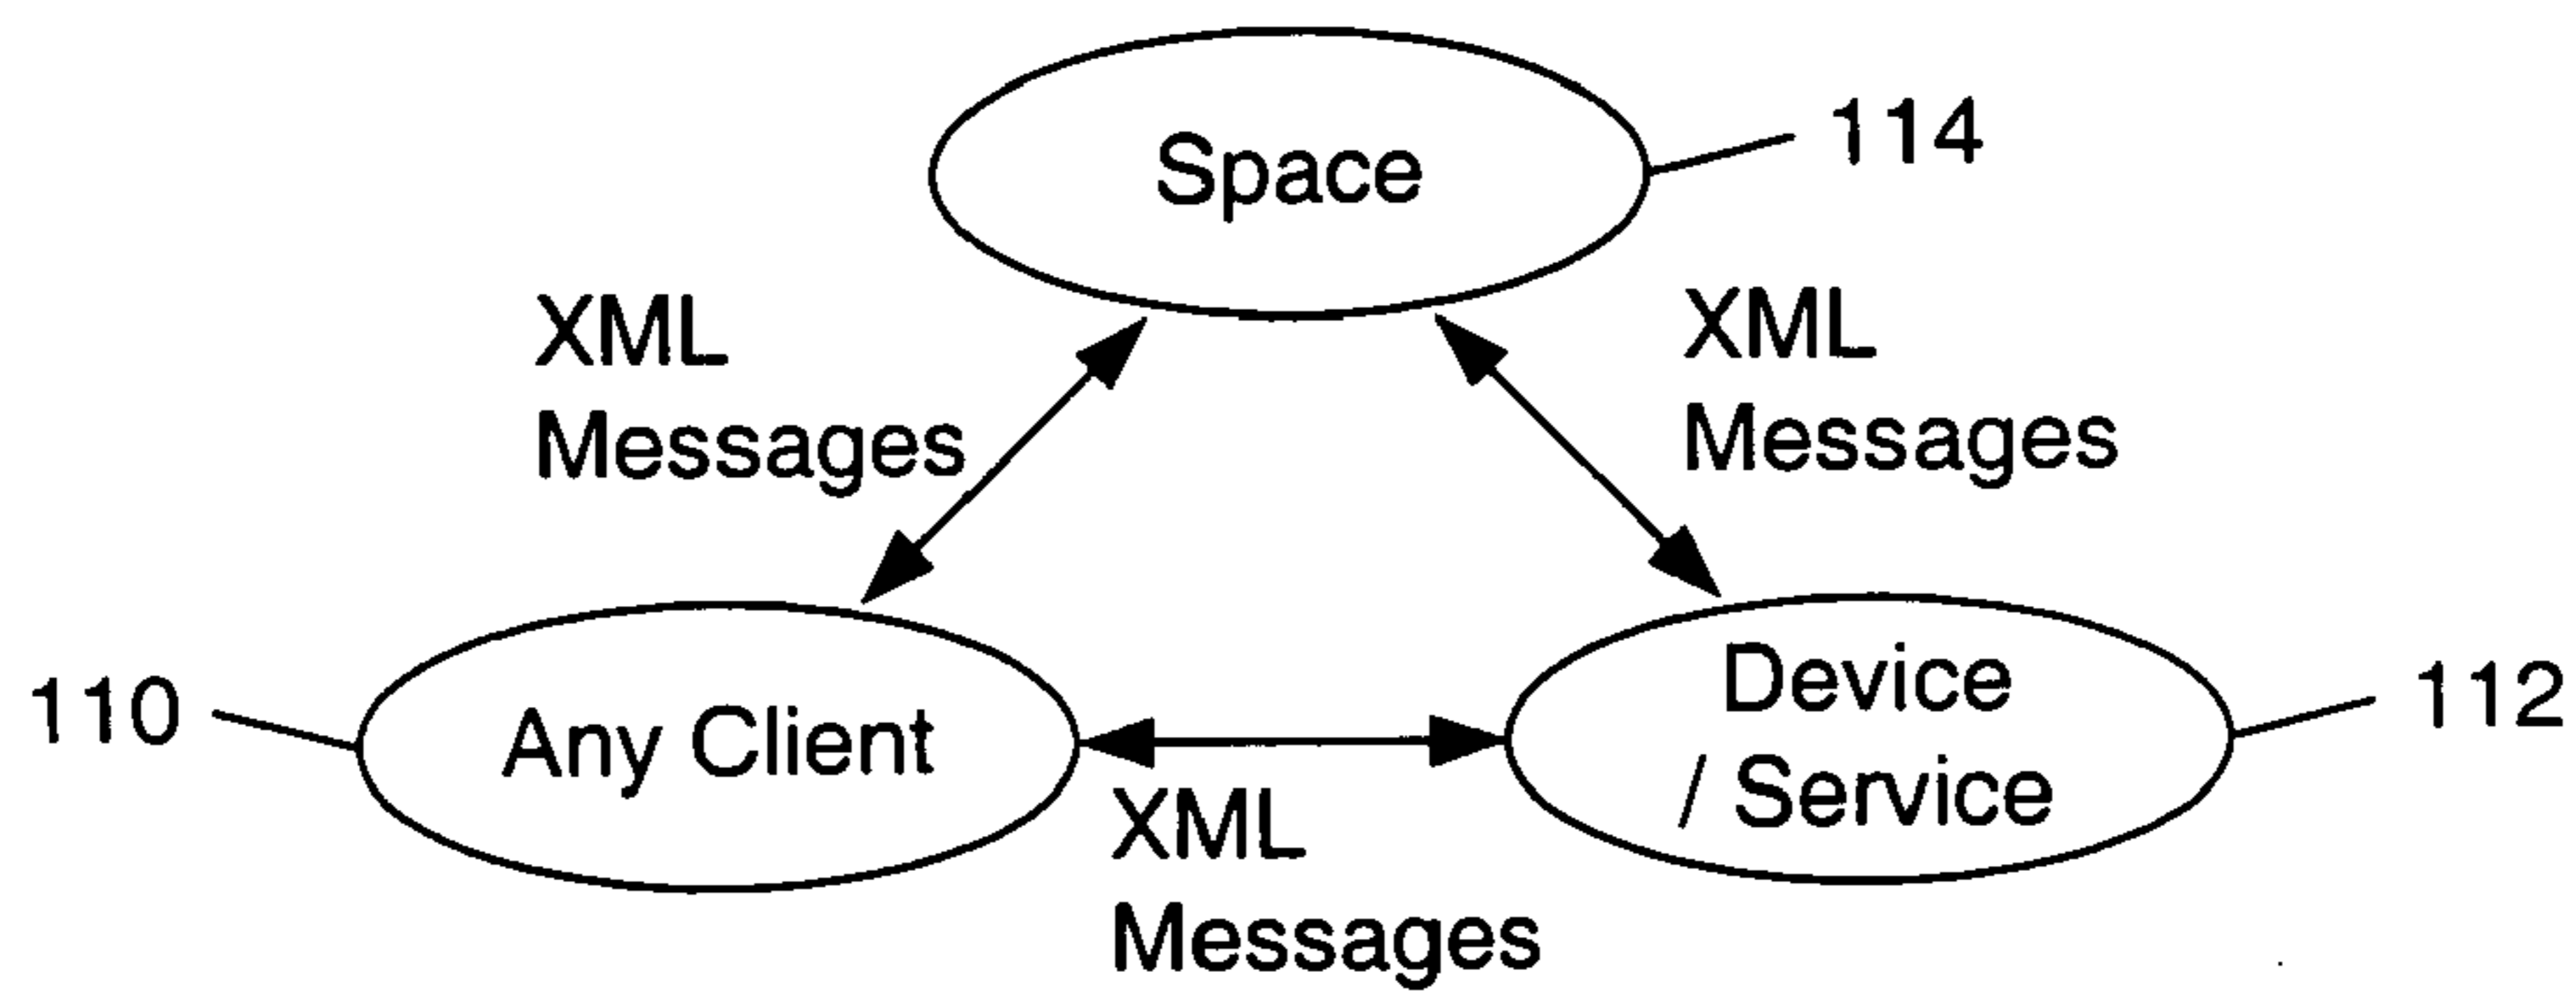 Space
114
XML
Messages
XML
Messages
110
Any Client
Device
/ Service
112
XML
Messages